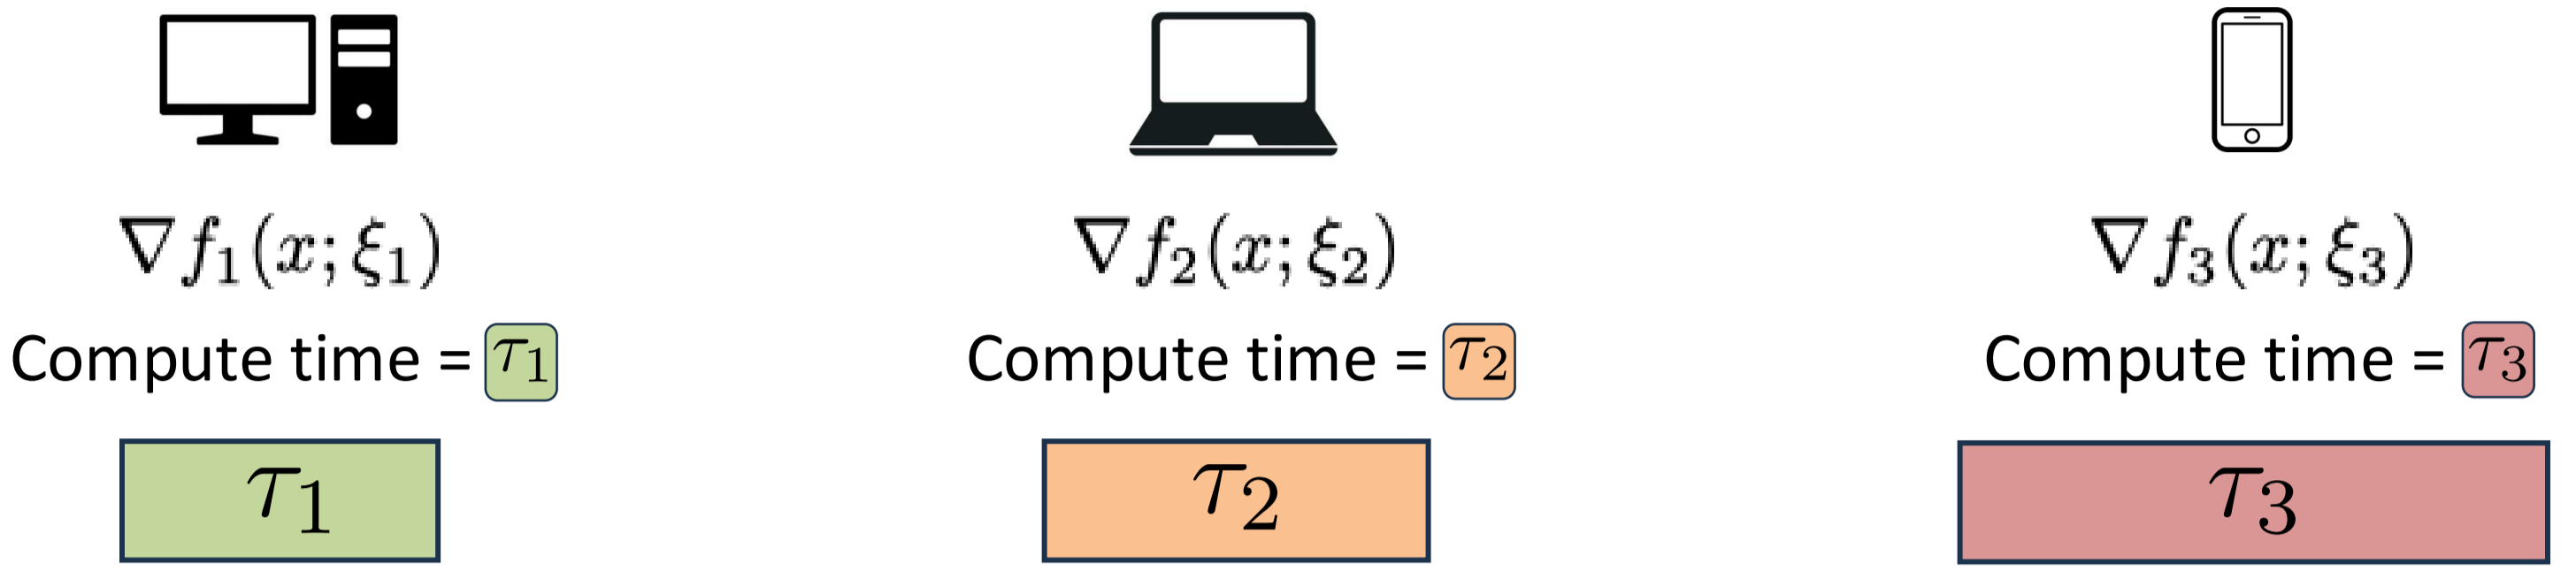 ∇f₁(x;ξ₁) ∇f₂(x;ξ₂) ∇f₃(x;ξ₃)
Compute time = τ₁ Compute time = τ₂ Compute time = τ₃
τ₁ τ₂ τ₃